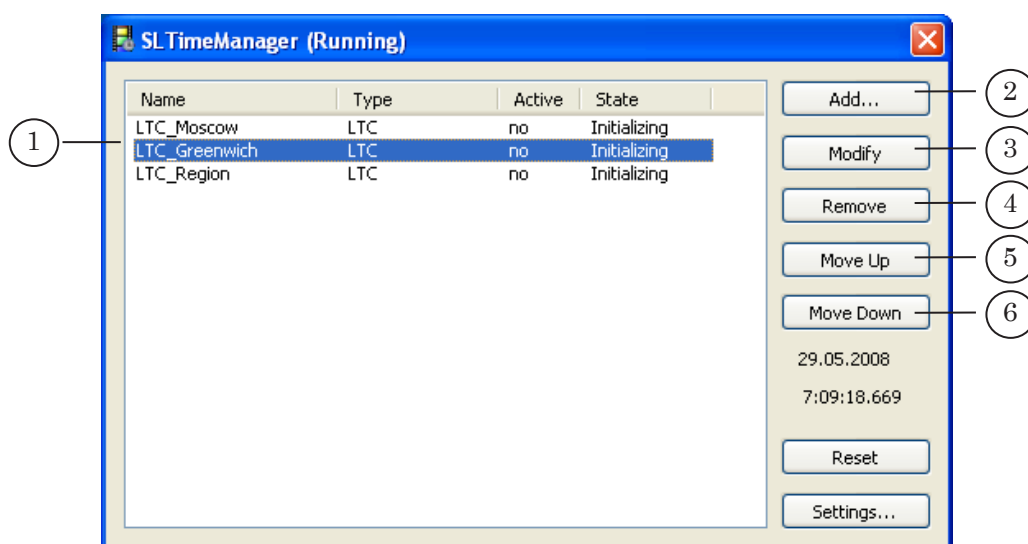 SLTimeManager (Running)
Name Type Active State
LTC_Moscow LTC no Initializing
LTC_Greenwich LTC no Initializing
LTC_Region LTC no Initializing
1
Add... 2
Modify 3
Remove 4
Move Up 5
Move Down 6
29.05.2008
7:09:18.669
Reset
Settings...